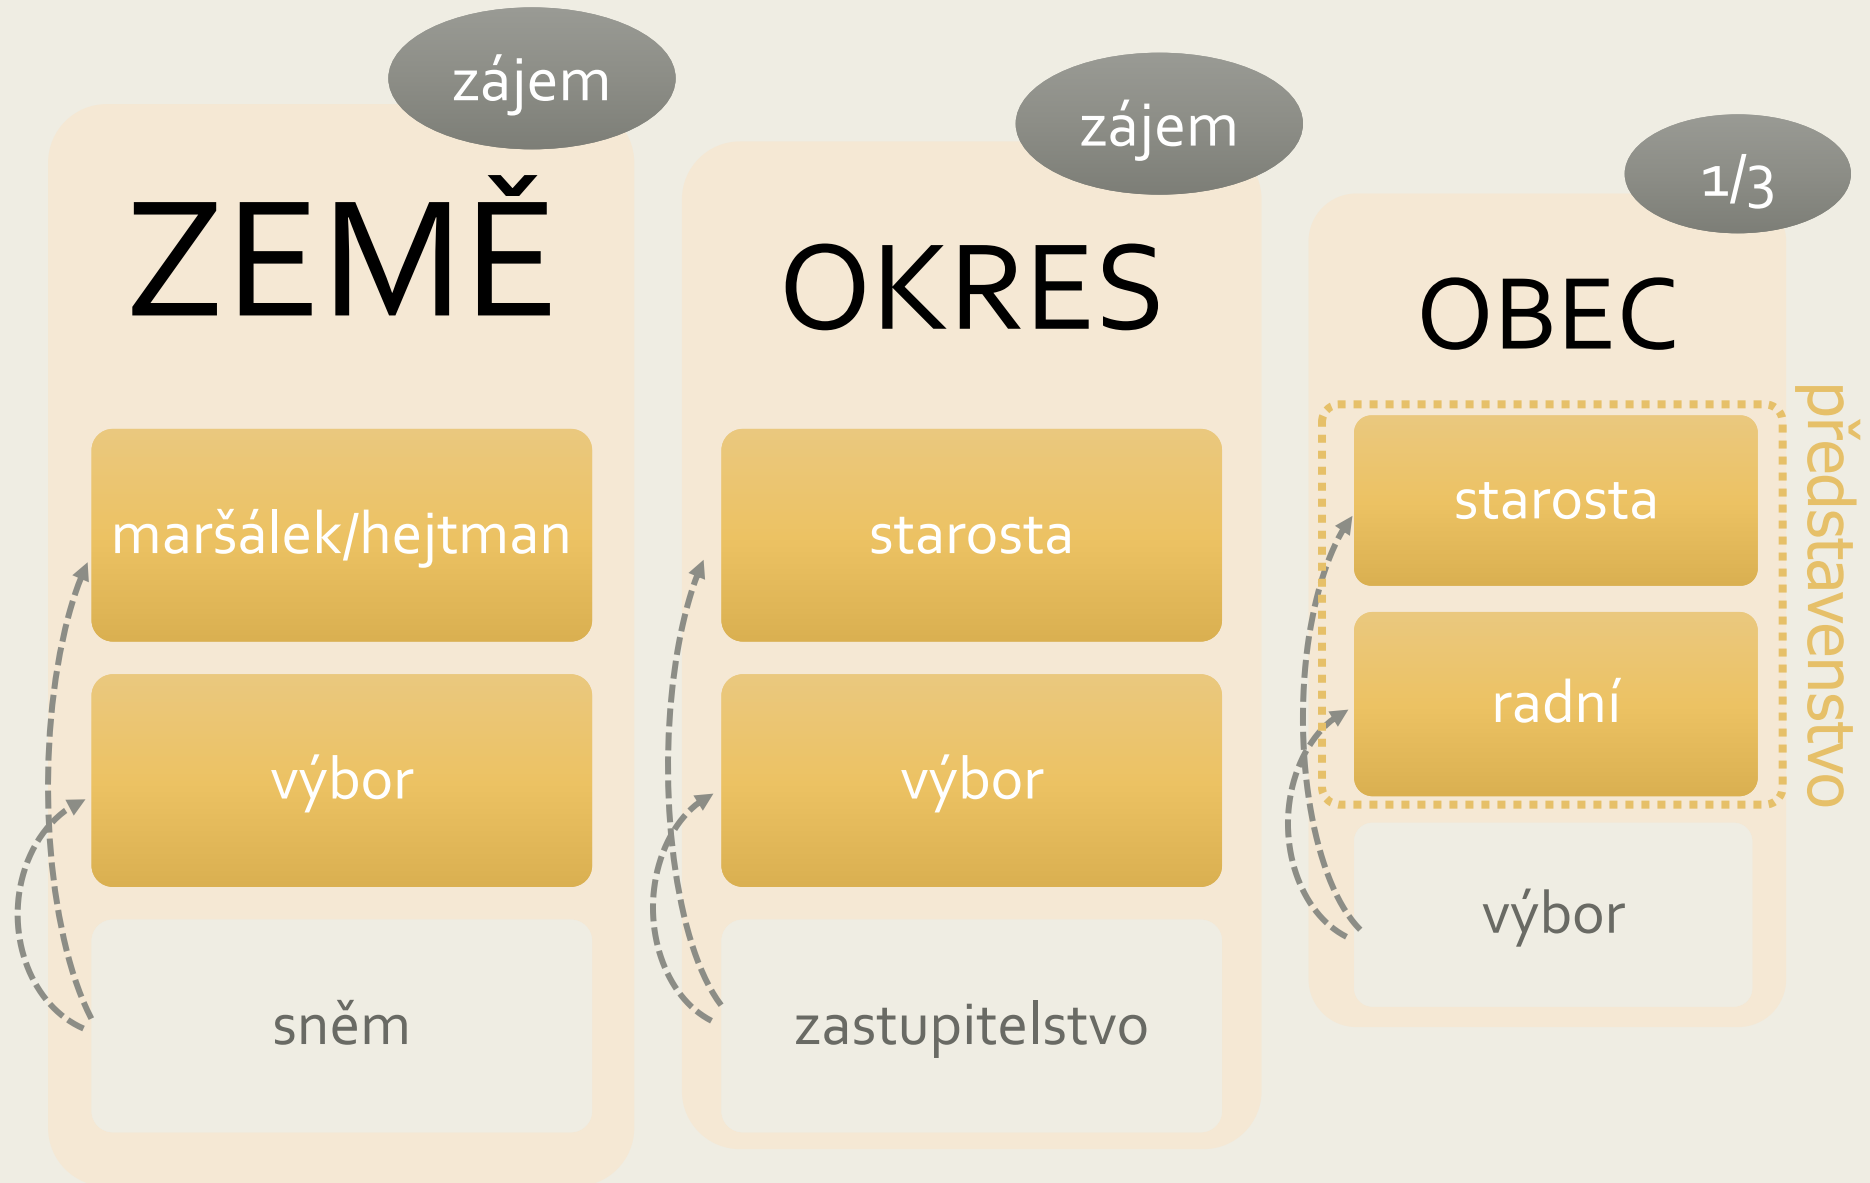 zájem
ZEMĚ
maršálek/hejtman
výbor
sněm
zájem
OKRES
starosta
výbor
zastupitelstvo
1/3
OBEC
starosta
radní
výbor
představenstvo